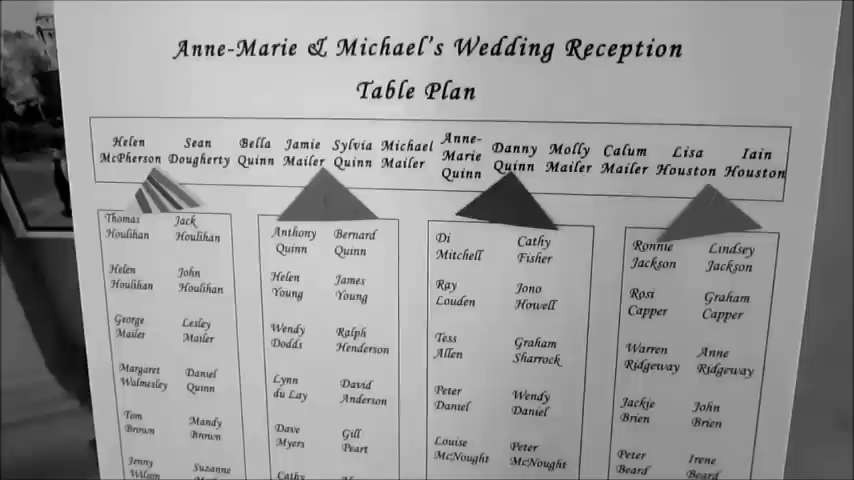 Anne-Marie & Michael's Wedding Reception
Table Plan
Helen McPherson
Sean Dougherty
Bella Quinn
Jamie Mailer
Sylvia Quinn
Michael Mailer
Anne-Marie Quinn
Danny Quinn
Molly Mailer
Calum Mailer
Lisa Houston
Iain Houston
Thomas Houlihan
Jack Houlihan
Helen Houlihan
John Houlihan
George Mailer
Lesley Mailer
Margaret Walmesley
Daniel Quinn
Tom Brown
Mandy Brown
Jenny Wilson
Suzanne
Anthony Quinn
Bernard Quinn
Helen Young
James Young
Wendy Dodds
Ralph Henderson
Lynn du Lay
David Anderson
Dave Myers
Gill Peart
Cathy
Di Mitchell
Cathy Fisher
Ray Louden
Jono Howell
Tess Allen
Graham Sharrock
Peter Daniel
Wendy Daniel
Louise McNought
Peter McNought
Ronnie Jackson
Lindsey Jackson
Rosi Capper
Graham Capper
Warren Ridgeway
Anne Ridgeway
Jackie Brien
John Brien
Peter Beard
Irene Beard